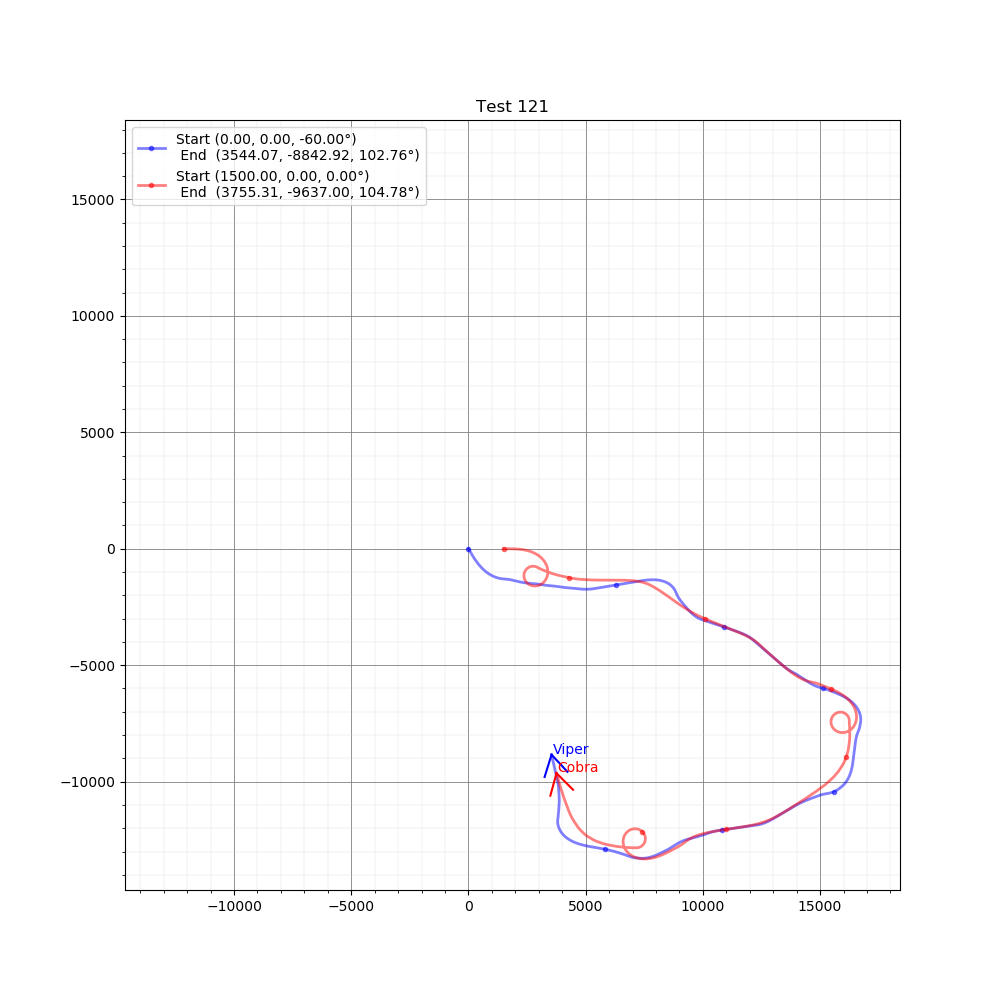 Test 121
Start (0.00, 0.00, -60.00°)
End  (3544.07, -8842.92, 102.76°)
Start (1500.00, 0.00, 0.00°)
End  (3755.31, -9637.00, 104.78°)
15000
10000
5000
0
−5000
−10000
Viper
Cobra
−10000 −5000 0 5000 10000 15000